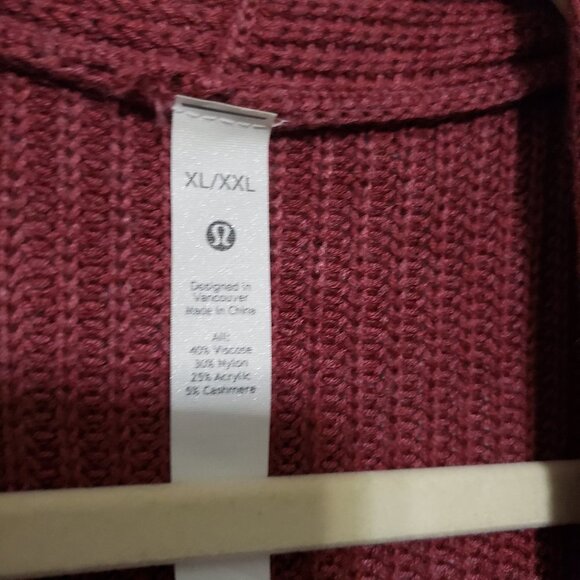 XL/XXL
Designed in
Vancouver
Made in China
All:
40% Viscose
30% Nylon
25% Acrylic
5% Cashmere